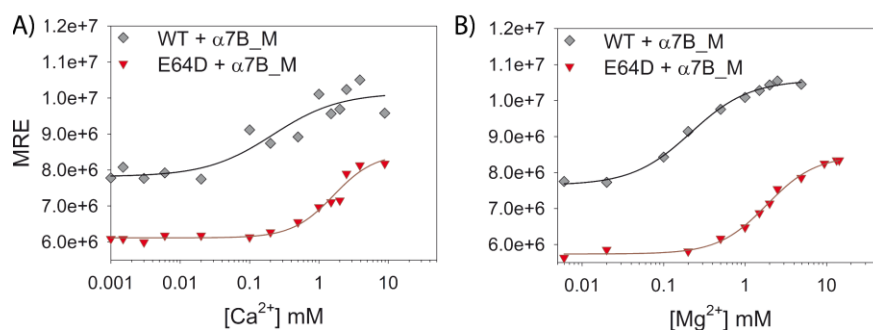 A)
1.2e+7
1.1e+7
1.0e+7
9.0e+6
8.0e+6
7.0e+6
6.0e+6
MRE
WT + α7B_M
E64D + α7B_M
0.001 0.01 0.1 1 10
[Ca²⁺] mM
B)
1.2e+7
1.1e+7
1.0e+7
9.0e+6
8.0e+6
7.0e+6
6.0e+6
WT + α7B_M
E64D + α7B_M
0.01 0.1 1 10
[Mg²⁺] mM